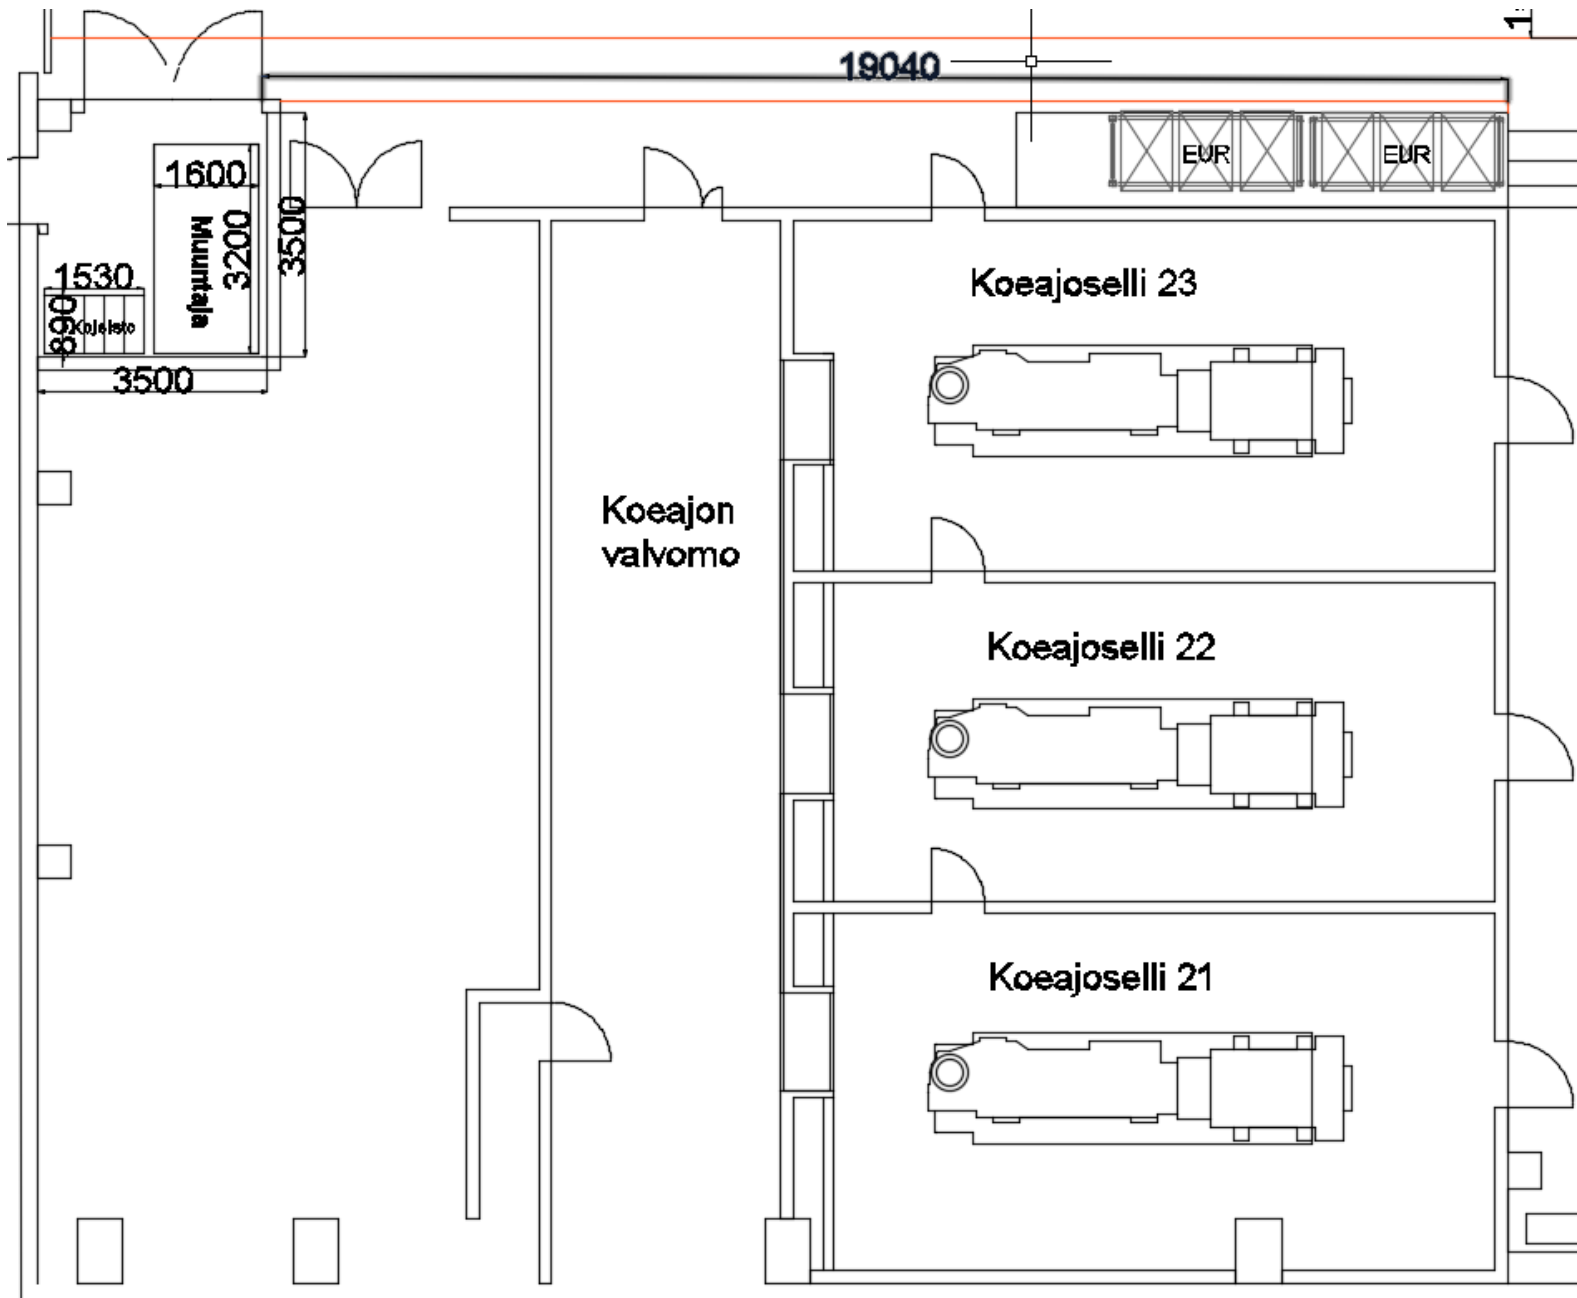 19040
EUR
EUR
1600
Muuntaja
3200
3500
1530
890
Kojeisto
3500
Koeajoselli 23
Koeajon
valvomo
Koeajoselli 22
Koeajoselli 21